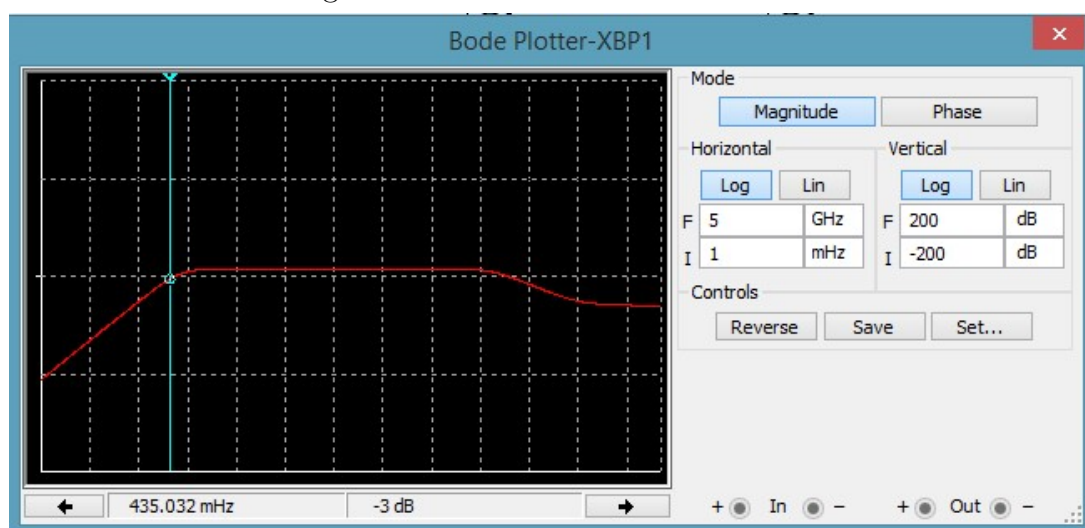 Bode Plotter-XBP1
Mode
Magnitude Phase
Horizontal Vertical
Log Lin Log Lin
F 5 GHz F 200 dB
I 1 mHz I -200 dB
Controls
Reverse Save Set...
435.032 mHz -3 dB + In - + Out -